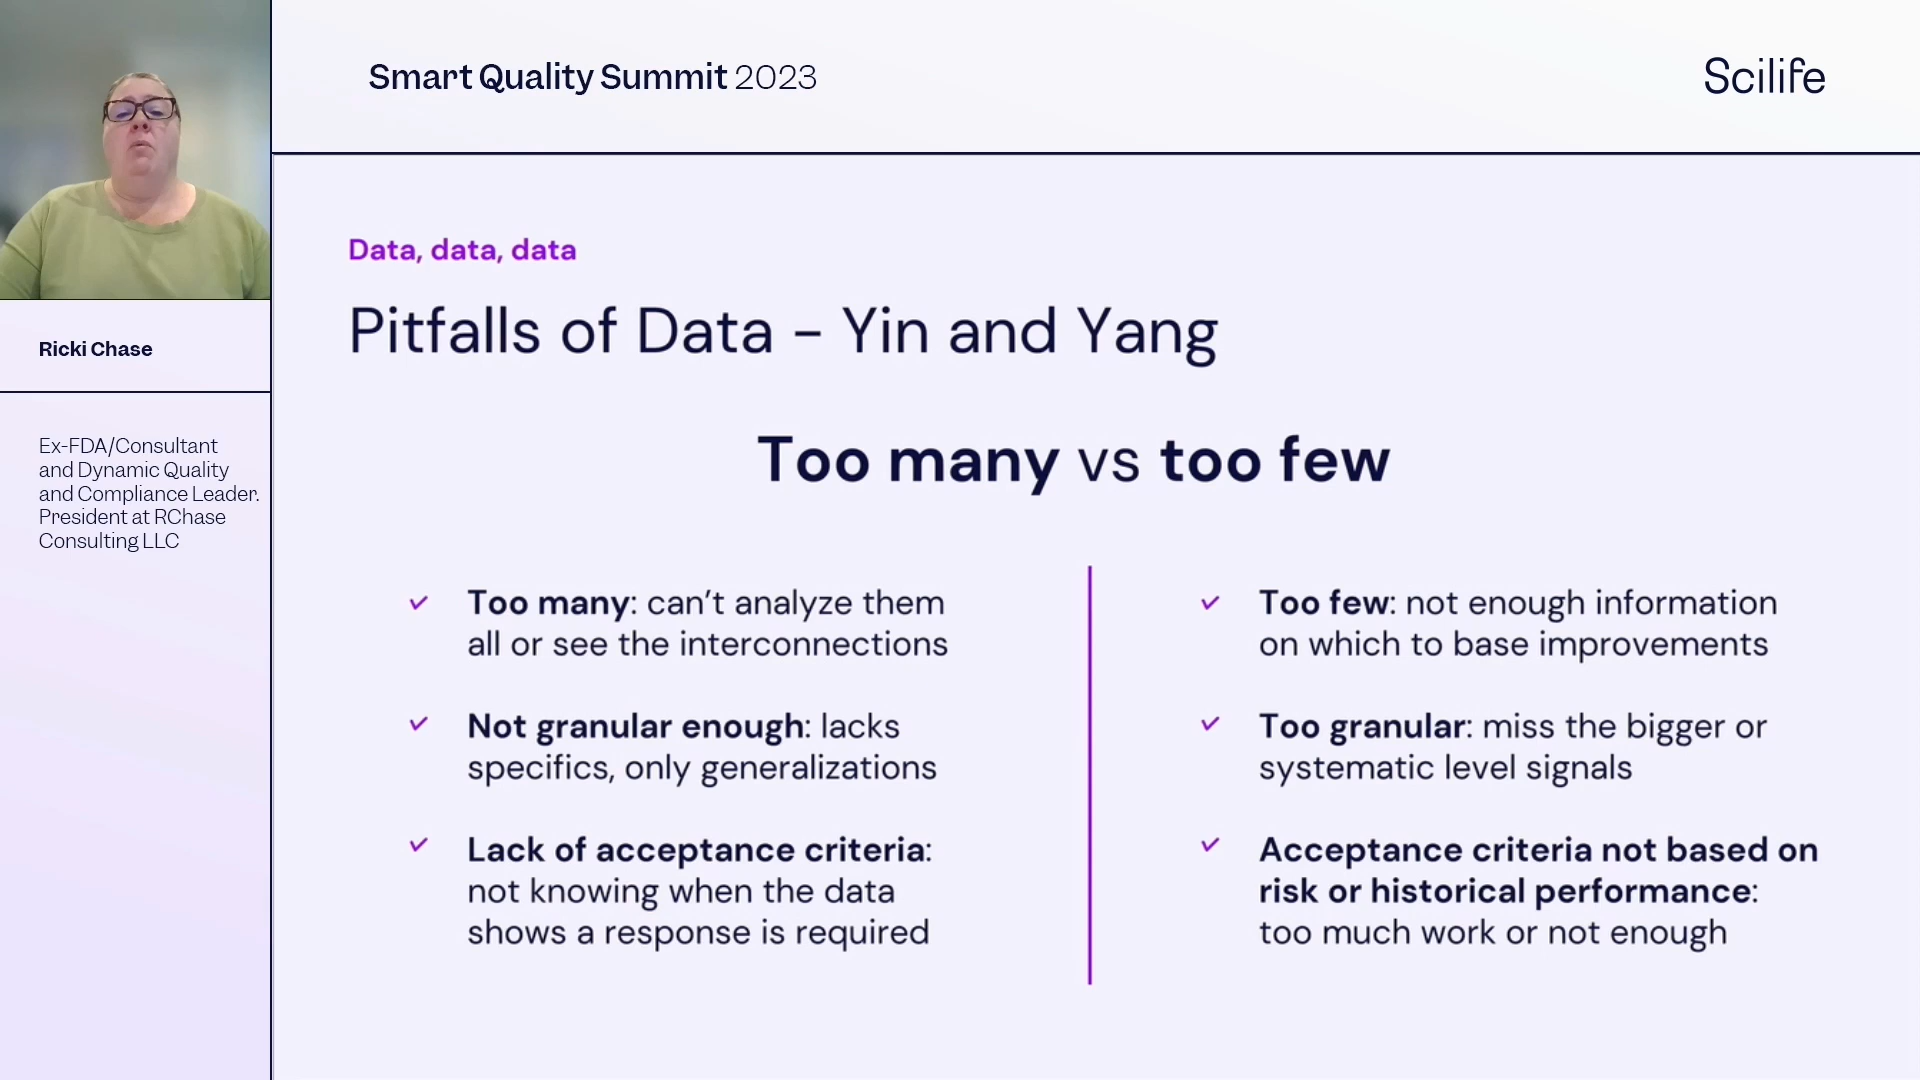 Smart Quality Summit 2023
Scilife
Ricki Chase
Ex-FDA/Consultant
and Dynamic Quality
and Compliance Leader.
President at RChase
Consulting LLC
Data, data, data
Pitfalls of Data - Yin and Yang
Too many vs too few
Too many: can't analyze them
all or see the interconnections
Not granular enough: lacks
specifics, only generalizations
Lack of acceptance criteria:
not knowing when the data
shows a response is required
Too few: not enough information
on which to base improvements
Too granular: miss the bigger or
systematic level signals
Acceptance criteria not based on
risk or historical performance:
too much work or not enough